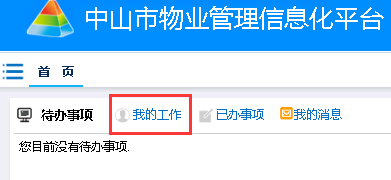 中山市物业管理信息化平台
首 页
待办事项 我的工作 已办事项 我的消息
您目前没有待办事项.